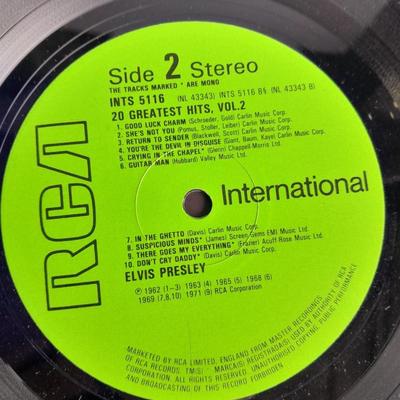 Side 2 Stereo
THE TRACKS MARKED * ARE MONO
INTS 5116 (NL 43343) INTS 5116 B§ (NL 43343 B)
20 GREATEST HITS, VOL.2
1. GOOD LUCK CHARM (Schroeder, Gold) Carlin Music Corp.
2. SHE'S NOT YOU (Pomus, Stoller, Leiber) Carlin Music Corp.
3. RETURN TO SENDER (Blackwell, Scott) Carlin Music Corp.
4. YOU'RE THE DEVIL IN DISGUISE (Giant, Baum, Kaye) Carlin Music Corp.
5. CRYING IN THE CHAPEL* (Glenn) Chappell Morris Ltd.
6. GUITAR MAN (Hubbard) Valley Music Ltd.
RCA
International
7. IN THE GHETTO (Davis) Carlin Music Corp.
8. SUSPICIOUS MINDS* (James) Screen Gems EMI Music Ltd.
9. THERE GOES MY EVERYTHING* (Frazier) Acuff Rose Music Ltd.
10. DON'T CRY DADDY* (Davis) Carlin Music Corp.
ELVIS PRESLEY
℗ 1962 (1-3) 1963 (4) 1965 (5) 1968 (6)
1969 (7,8,10) 1971 (9) RCA Corporation
MARKETED BY RCA LIMITED, ENGLAND FROM MASTER RECORDINGS
OF RCA RECORDS. TM(S) MARCA(S) REGISTRADA(S) USED BY AUTHORITY OF RCA
CORPORATION. ALL RIGHTS RESERVED. UNAUTHORISED COPYING, PUBLIC PERFORMANCE,
AND BROADCASTING OF THIS RECORD FORBIDDEN